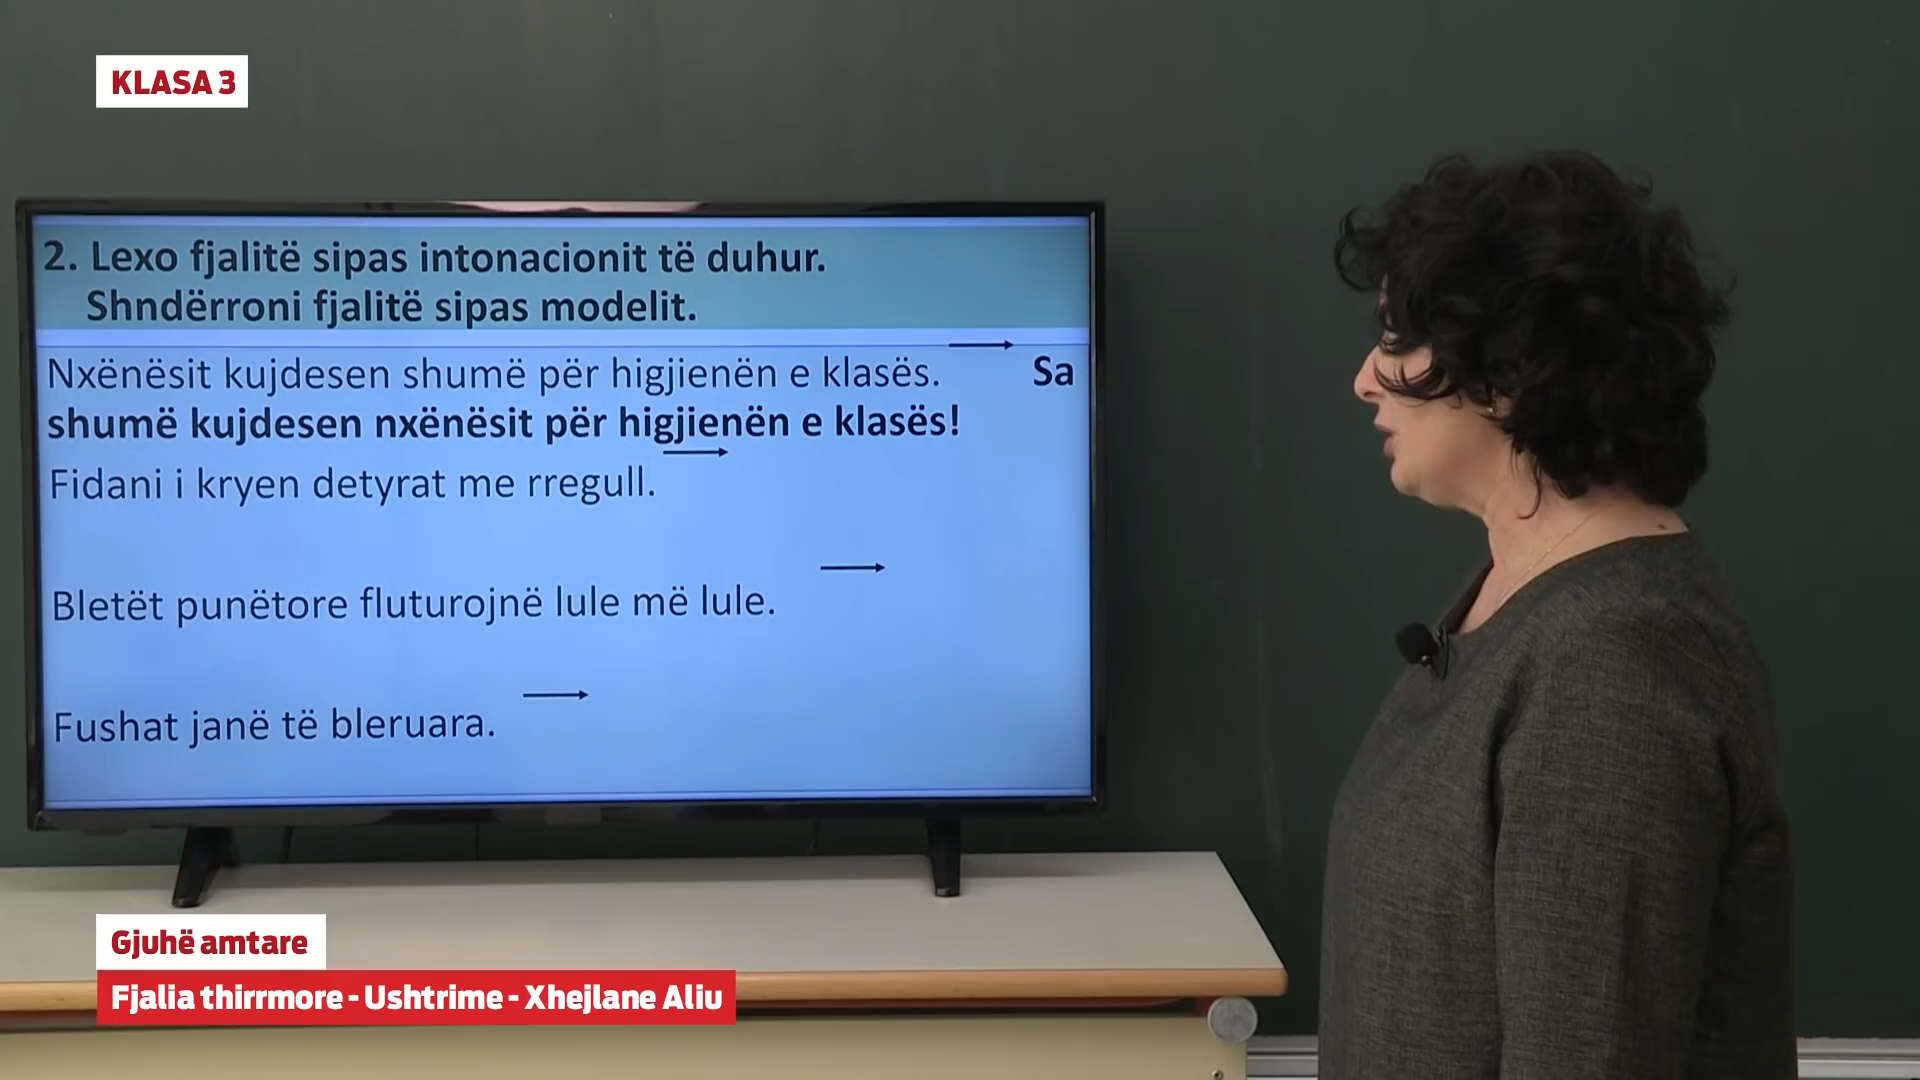 KLASA 3
2. Lexo fjalitë sipas intonacionit të duhur.
Shndërroni fjalitë sipas modelit.
Nxënësit kujdesen shumë për higjienën e klasës. Sa
shumë kujdesen nxënësit për higjienën e klasës!
Fidani i kryen detyrat me rregull.
Bletët punëtore fluturojnë lule më lule.
Fushat janë të bleruara.
Gjuhë amtare
Fjalia thirrmore - Ushtrime - Xhejlane Aliu